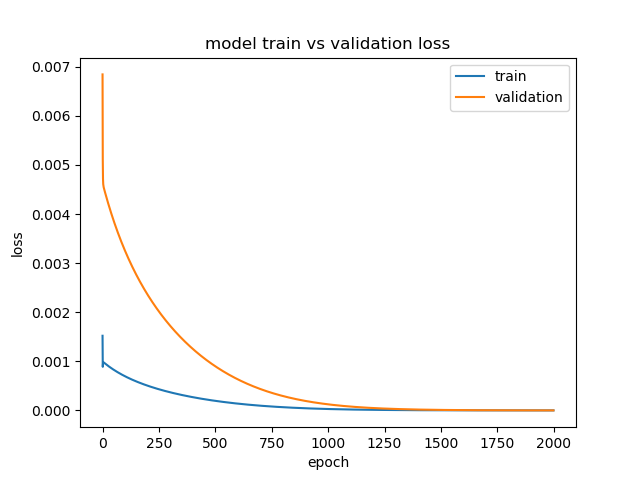 model train vs validation loss
train
validation
0.007
0.006
0.005
0.004
0.003
0.002
0.001
0.000
loss
0 250 500 750 1000 1250 1500 1750 2000
epoch